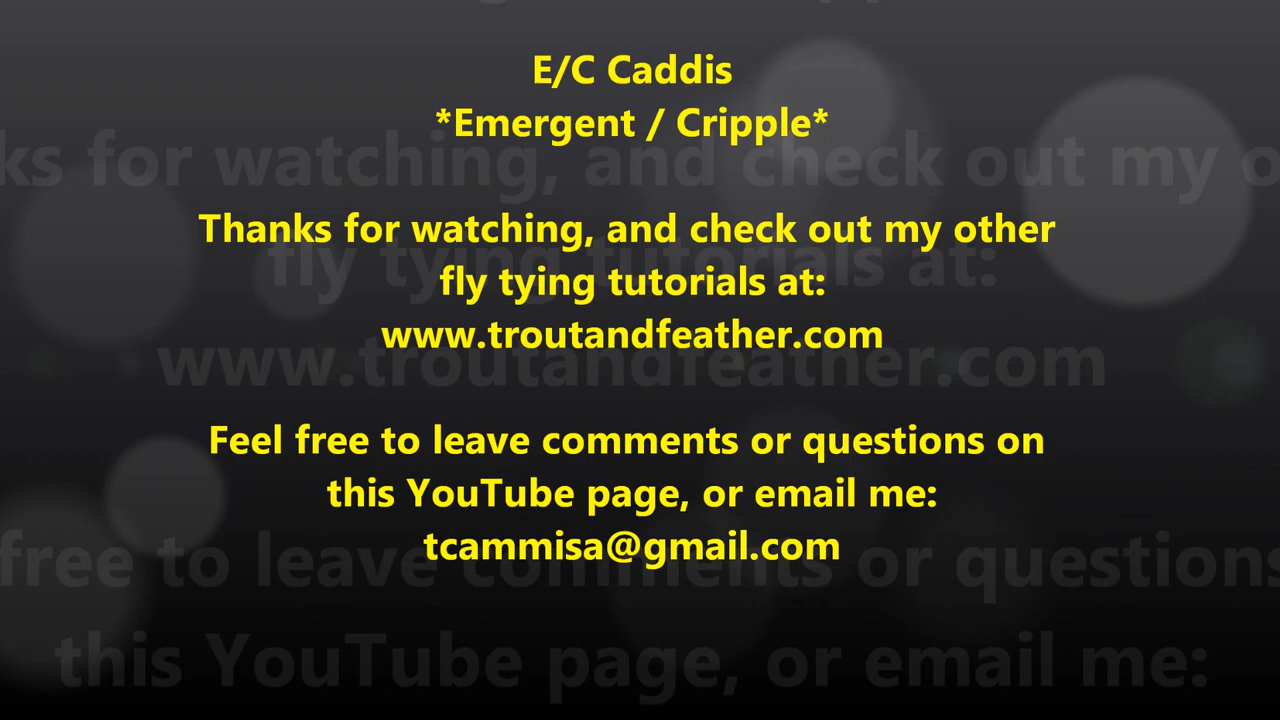 E/C Caddis
*Emergent / Cripple*
Thanks for watching, and check out my other
fly tying tutorials at:
www.troutandfeather.com
Feel free to leave comments or questions on
this YouTube page, or email me:
tcammisa@gmail.com